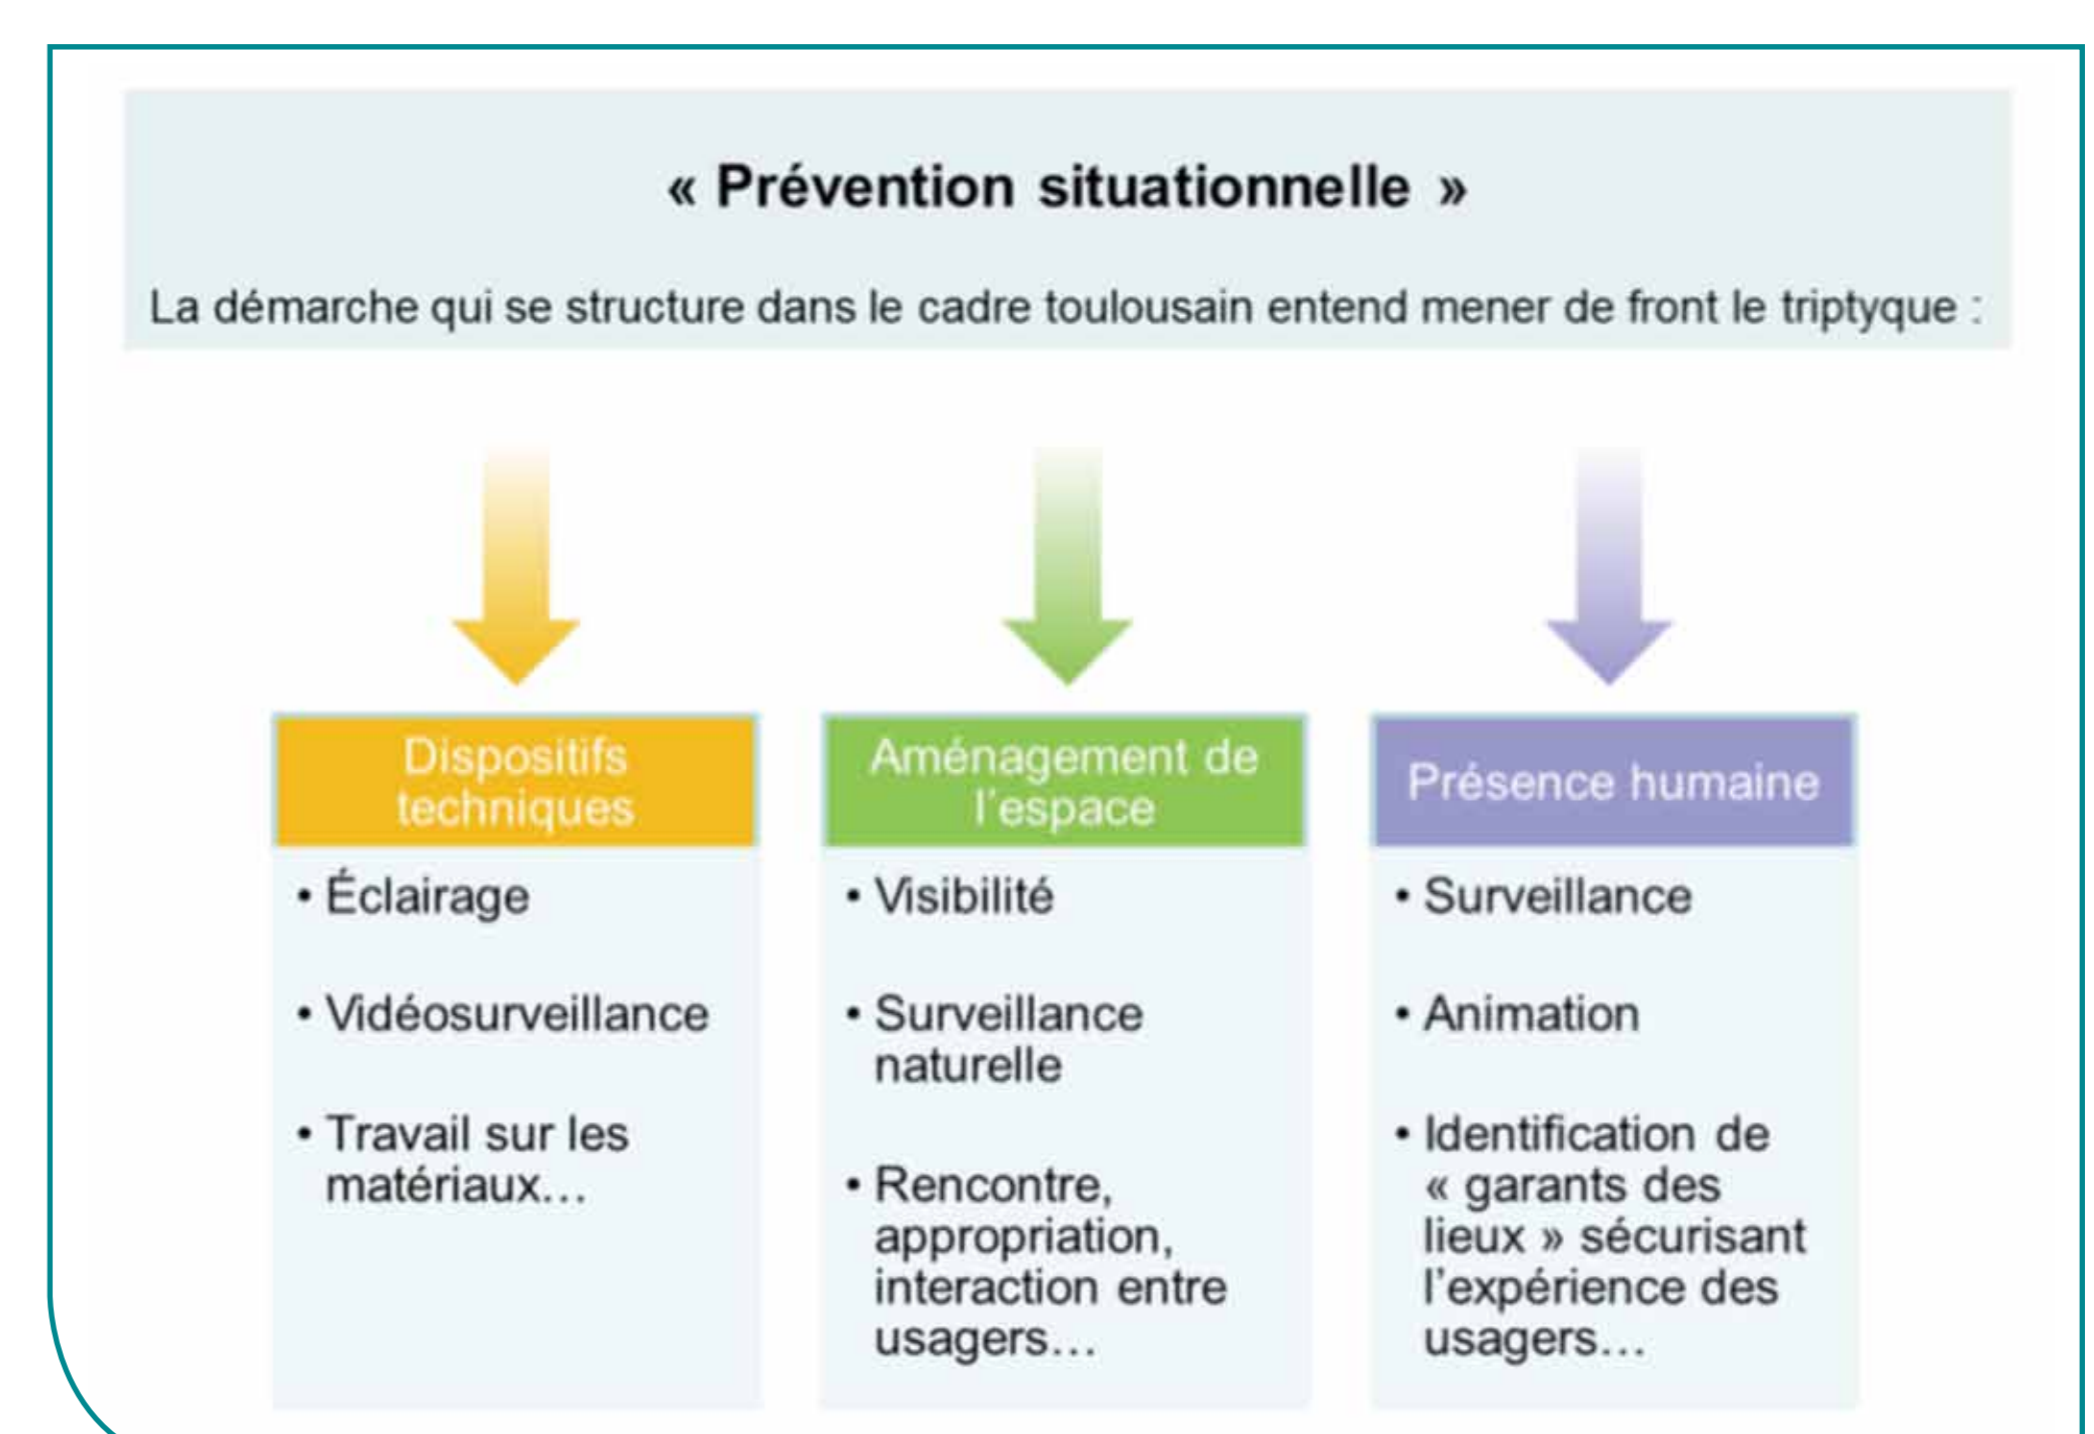 « Prévention situationnelle »
La démarche qui se structure dans le cadre toulousain entend mener de front le triptyque :
Dispositifs
techniques
• Éclairage
• Vidéosurveillance
• Travail sur les
matériaux…
Aménagement de
l’espace
• Visibilité
• Surveillance
naturelle
• Rencontre,
appropriation,
interaction entre
usagers…
Présence humaine
• Surveillance
• Animation
• Identification de
« garants des
lieux » sécurisant
l’expérience des
usagers…